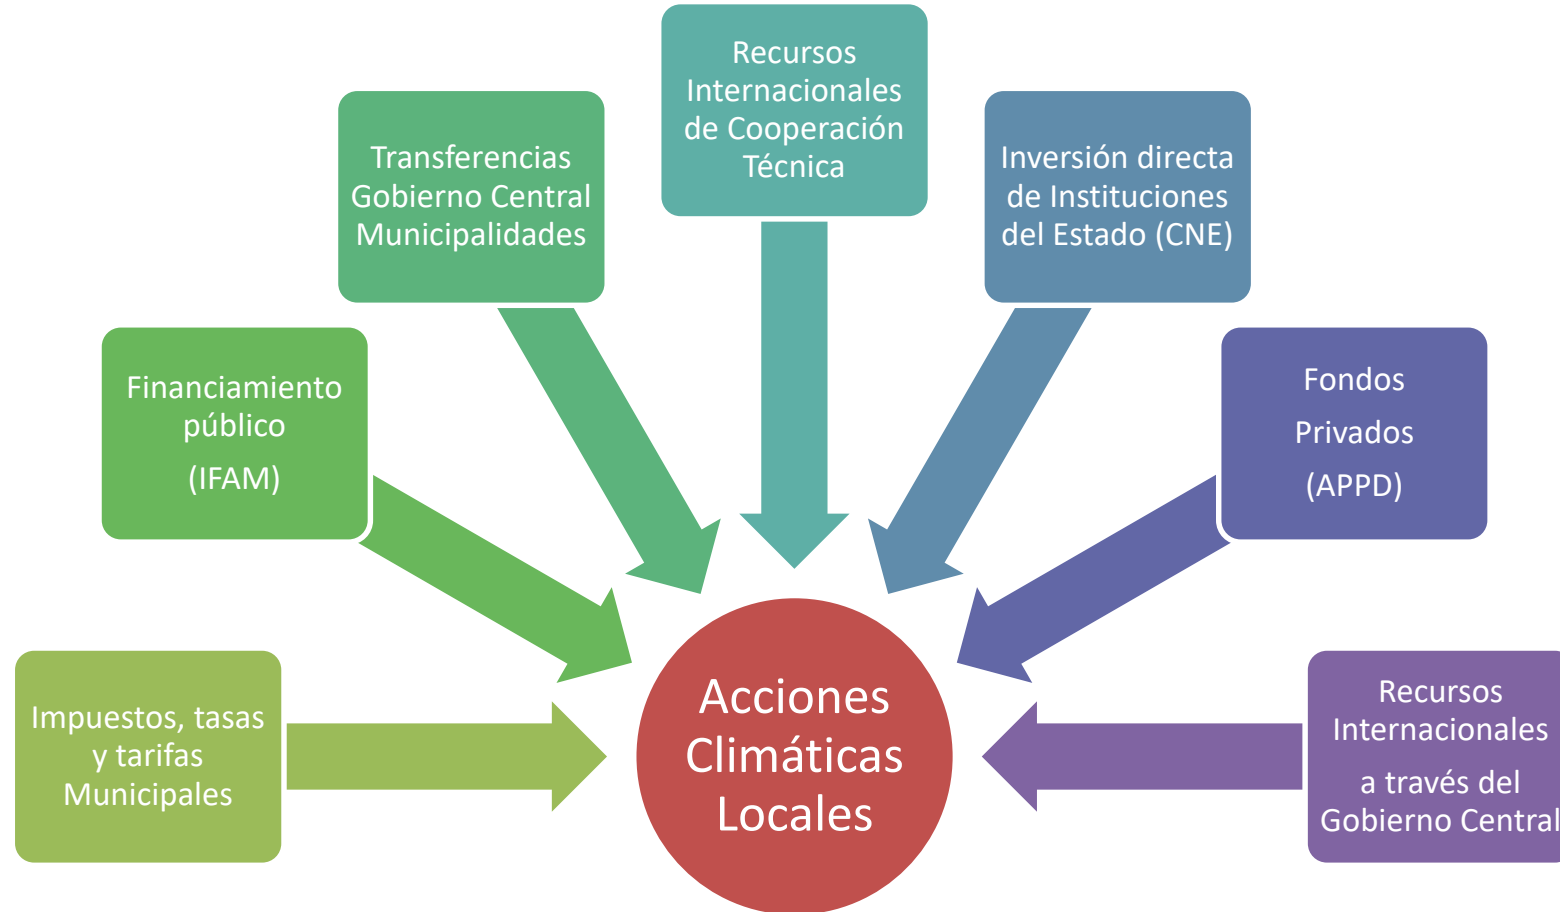 Impuestos, tasas
y tarifas
Municipales
Financiamiento
público
(IFAM)
Transferencias
Gobierno Central
Municipalidades
Recursos
Internacionales
de Cooperación
Técnica
Inversión directa
de Instituciones
del Estado (CNE)
Fondos
Privados
(APPD)
Recursos
Internacionales
a través del
Gobierno Central
Acciones
Climáticas
Locales